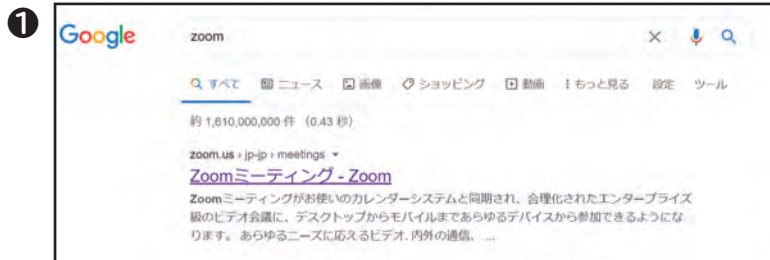 ❶
Google
zoom
すべて ニュース 画像 ショッピング 動画 もっと見る 設定 ツール
約 1,610,000,000 件 (0.43 秒)
zoom.us › jp-jp › meetings
Zoomミーティング - Zoom
Zoomミーティングがお使いのカレンダーシステムと同期され、合理化されたエンタープライズ
級のビデオ会議に、デスクトップからモバイルまであらゆるデバイスから参加できるようにな
ります。 あらゆるニーズに応えるビデオ. 内外の通信、 ...